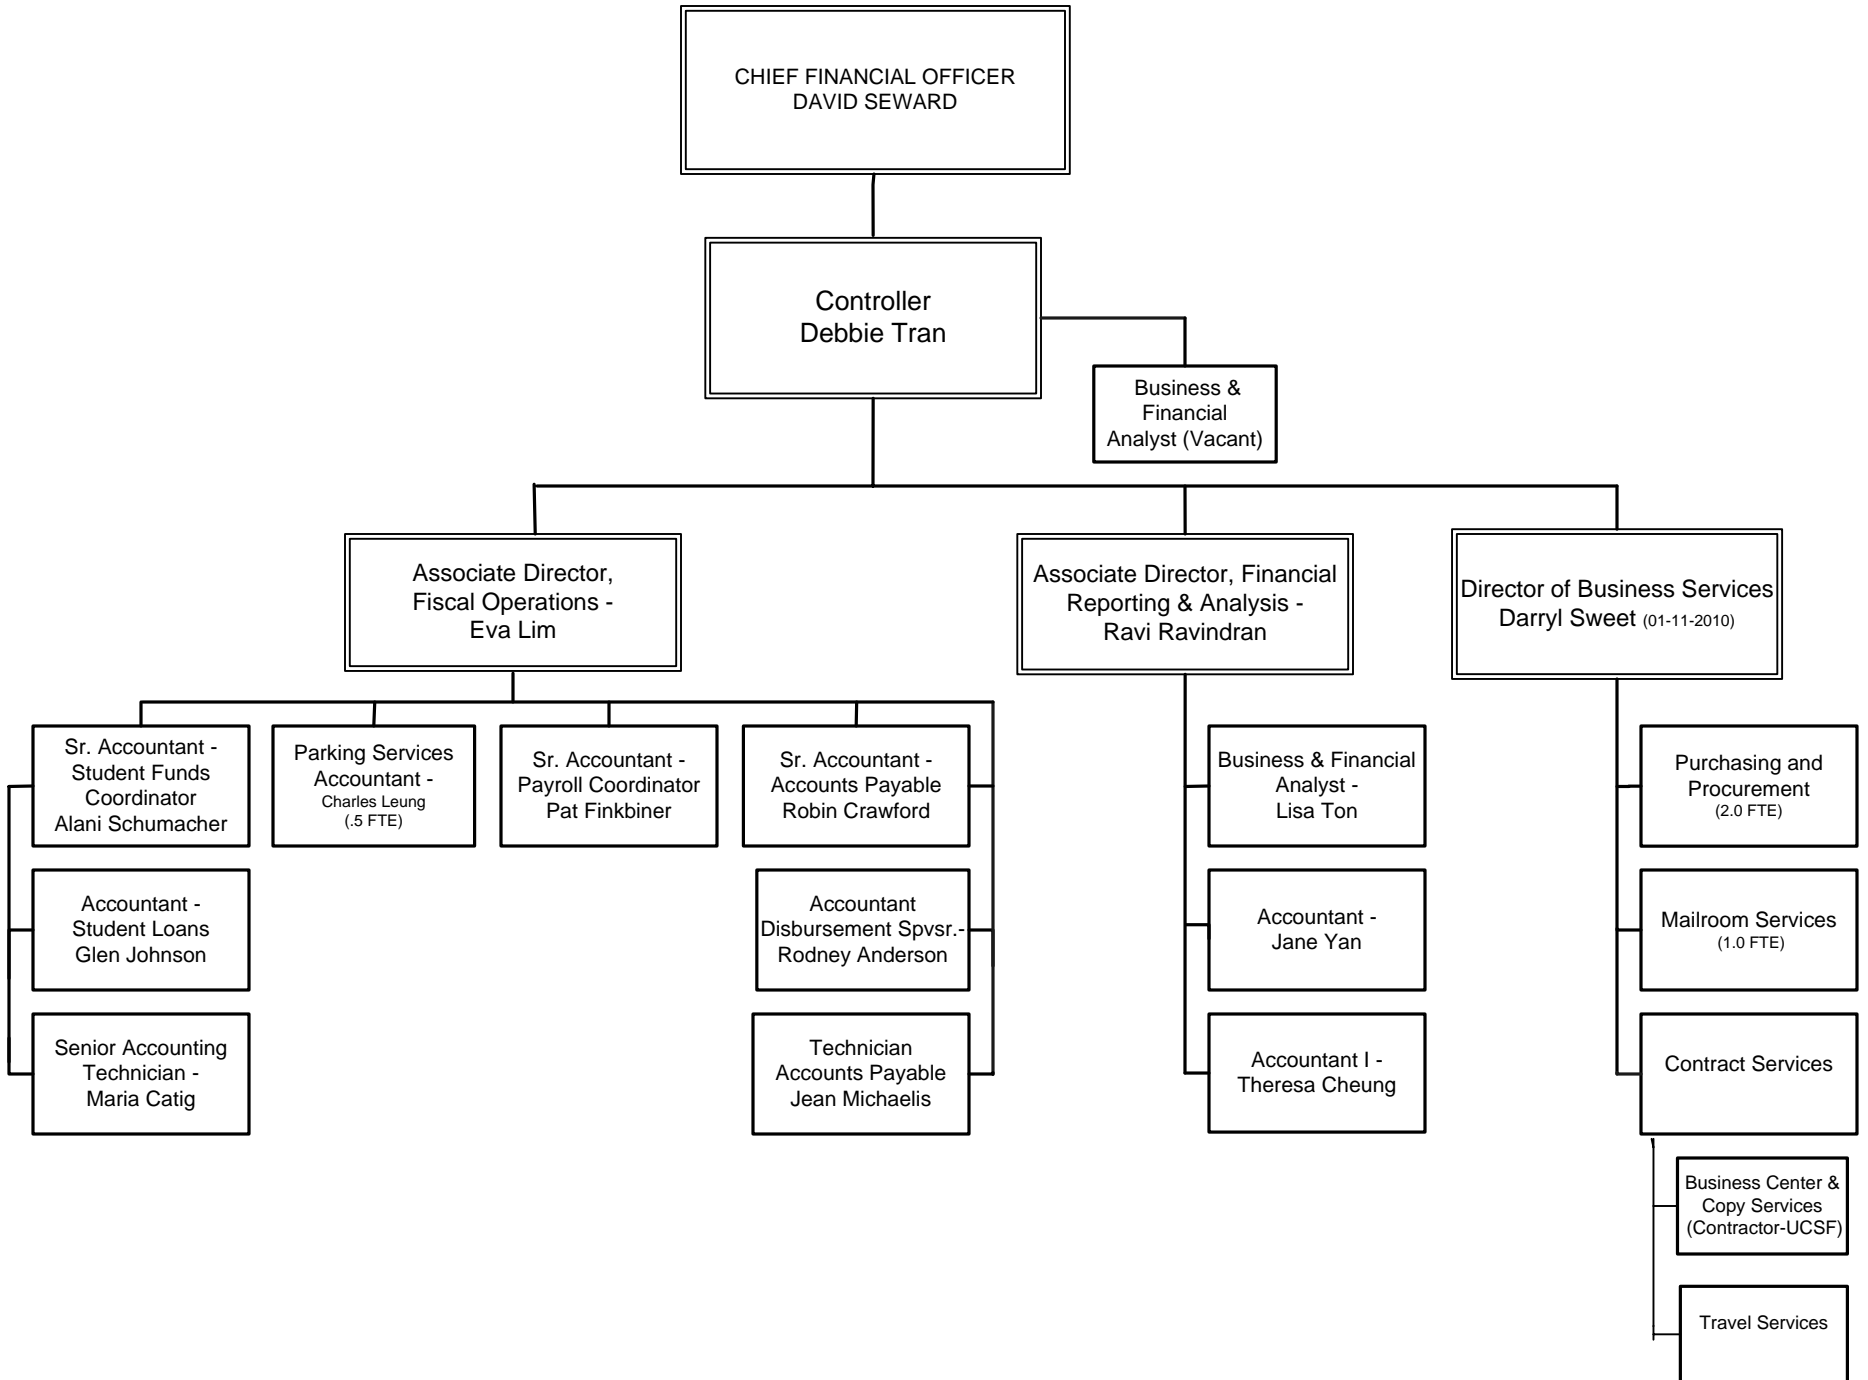 CHIEF FINANCIAL OFFICER
DAVID SEWARD
Controller
Debbie Tran
Business &
Financial
Analyst (Vacant)
Associate Director,
Fiscal Operations -
Eva Lim
Associate Director, Financial
Reporting & Analysis -
Ravi Ravindran
Director of Business Services
Darryl Sweet (01-11-2010)
Sr. Accountant -
Student Funds
Coordinator
Alani Schumacher
Parking Services
Accountant -
Charles Leung
(.5 FTE)
Sr. Accountant -
Payroll Coordinator
Pat Finkbiner
Sr. Accountant -
Accounts Payable
Robin Crawford
Business & Financial
Analyst -
Lisa Ton
Purchasing and
Procurement
(2.0 FTE)
Accountant -
Student Loans
Glen Johnson
Accountant
Disbursement Spvsr.-
Rodney Anderson
Accountant -
Jane Yan
Mailroom Services
(1.0 FTE)
Senior Accounting
Technician -
Maria Catig
Technician
Accounts Payable
Jean Michaelis
Accountant I -
Theresa Cheung
Contract Services
Business Center &
Copy Services
(Contractor-UCSF)
Travel Services